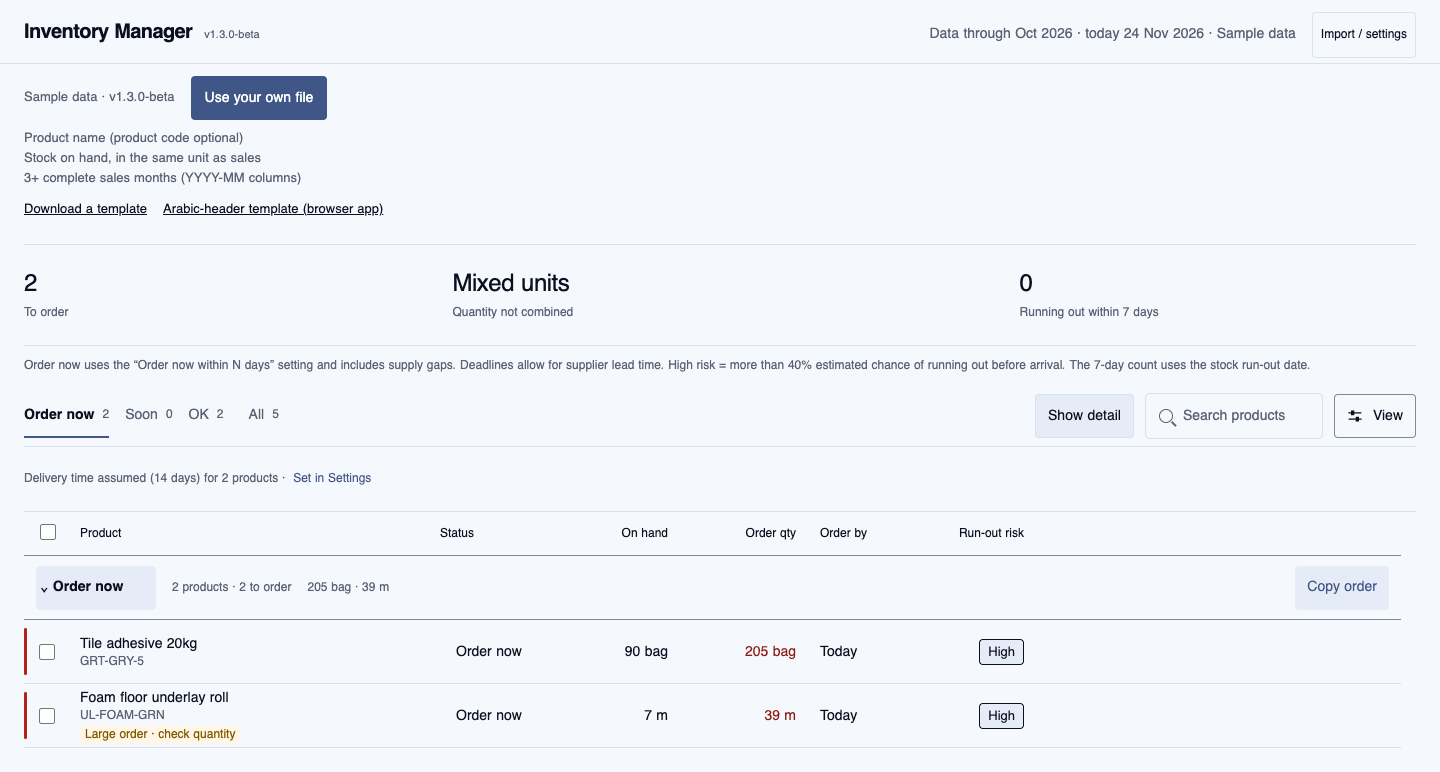 Inventory Manager v1.3.0-beta
Data through Oct 2026 · today 24 Nov 2026 · Sample data
Import / settings
Sample data · v1.3.0-beta
Use your own file
Product name (product code optional)
Stock on hand, in the same unit as sales
3+ complete sales months (YYYY-MM columns)
Download a template Arabic-header template (browser app)
2
To order
Mixed units
Quantity not combined
0
Running out within 7 days
Order now uses the “Order now within N days” setting and includes supply gaps. Deadlines allow for supplier lead time. High risk = more than 40% estimated chance of running out before arrival. The 7-day count uses the stock run-out date.
Order now 2 Soon 0 OK 2 All 5
Show detail
Search products
View
Delivery time assumed (14 days) for 2 products · Set in Settings
Product Status On hand Order qty Order by Run-out risk
Order now 2 products · 2 to order 205 bag · 39 m Copy order
Tile adhesive 20kg
GRT-GRY-5
Order now 90 bag 205 bag Today High
Foam floor underlay roll
UL-FOAM-GRN
Large order · check quantity
Order now 7 m 39 m Today High